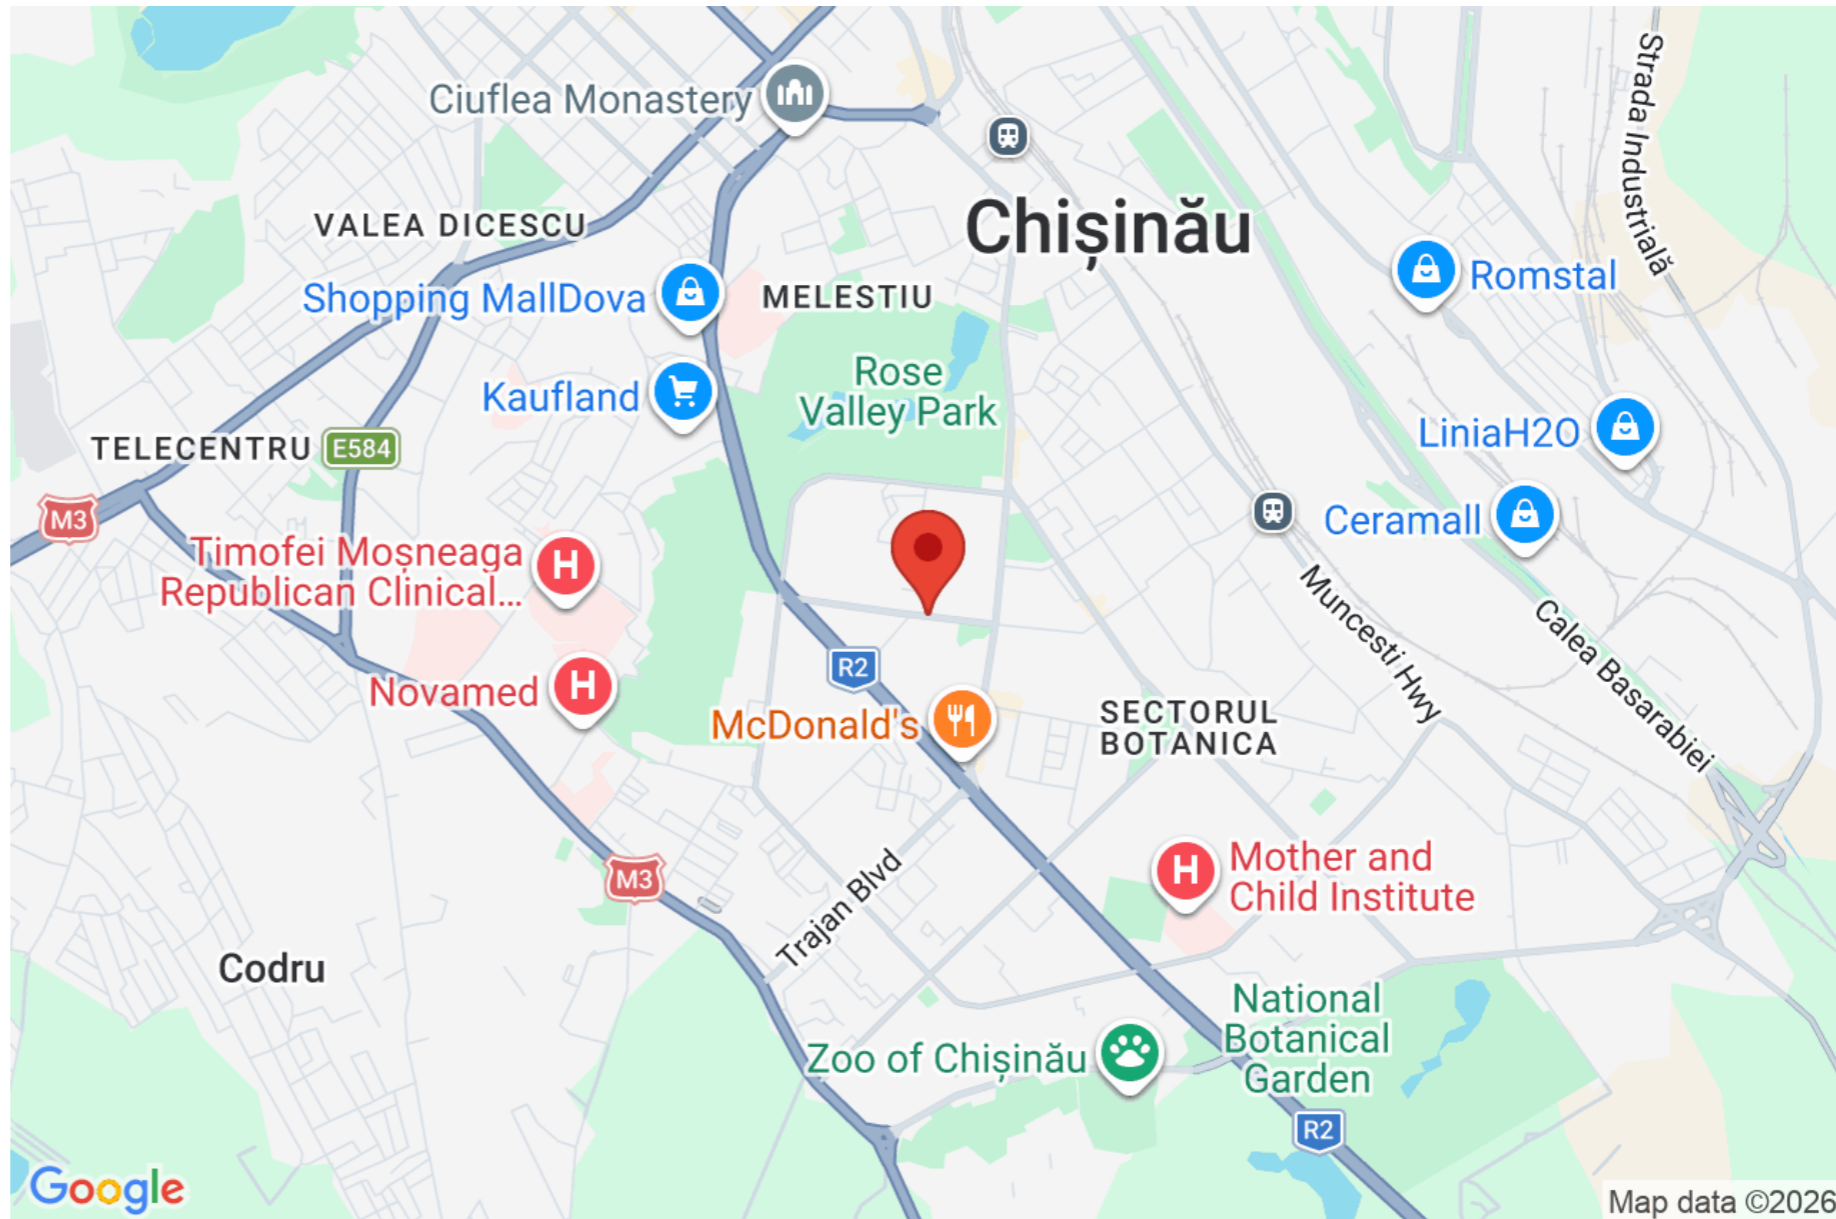 Strada Industrială
Ciuflea Monastery
Chișinău
VALEA DICESCU
Romstal
Shopping MallDova
MELESTIU
Rose
Valley Park
Kaufland
LiniaH2O
TELECENTRU
E584
M3
Ceramall
Timofei Moșneaga
Republican Clinical...
Muncesti Hwy
Calea Basarabiei
R2
Novamed
McDonald's
SECTORUL
BOTANICA
Mother and
Child Institute
M3
Trajan Blvd
Codru
National
Botanical
Garden
Zoo of Chișinău
R2
Google
Map data ©2026